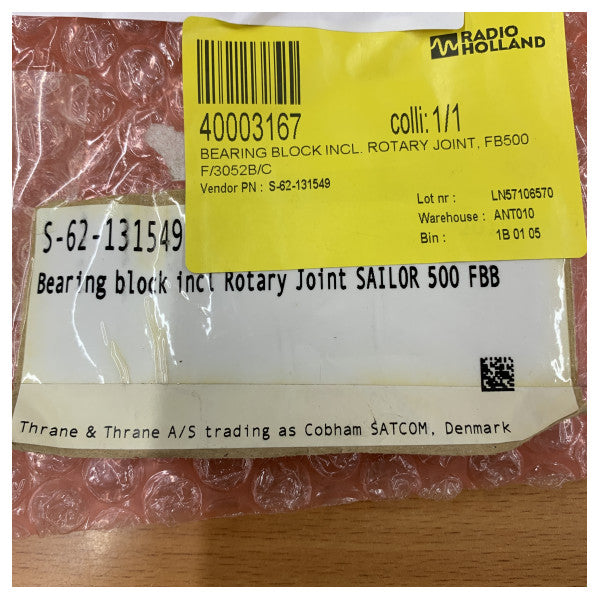 RADIO
HOLLAND
40003167 colli: 1/1
BEARING BLOCK INCL. ROTARY JOINT, FB500
F/3052B/C
Vendor PN : S-62-131549
Lot nr : LN57106570
Warehouse : ANT010
Bin : 1B 01 05
S-62-131549
Bearing block incl Rotary Joint SAILOR 500 FBB
Thrane & Thrane A/S trading as Cobham SATCOM, Denmark